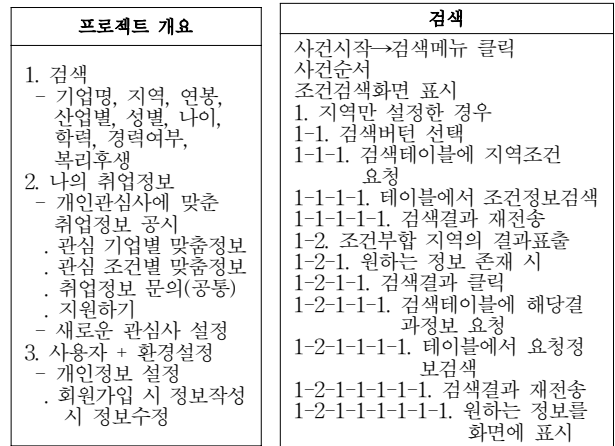 프로젝트 개요
1. 검색
- 기업명, 지역, 연봉,
산업별, 성별, 나이,
학력, 경력여부,
복리후생
2. 나의 취업정보
- 개인관심사에 맞춘
취업정보 공시
. 관심 기업별 맞춤정보
. 관심 조건별 맞춤정보
. 취업정보 문의(공통)
. 지원하기
- 새로운 관심사 설정
3. 사용자 + 환경설정
- 개인정보 설정
. 회원가입 시 정보작성
시 정보수정
검색
사건시작→검색메뉴 클릭
사건순서
조건검색화면 표시
1. 지역만 설정한 경우
1-1. 검색버턴 선택
1-1-1. 검색테이블에 지역조건
요청
1-1-1-1. 테이블에서 조건정보검색
1-1-1-1-1. 검색결과 재전송
1-2. 조건부합 지역의 결과표출
1-2-1. 원하는 정보 존재 시
1-2-1-1. 검색결과 클릭
1-2-1-1-1. 검색테이블에 해당결
과정보 요청
1-2-1-1-1-1. 테이블에서 요청정
보검색
1-2-1-1-1-1-1. 검색결과 재전송
1-2-1-1-1-1-1-1. 원하는 정보를
화면에 표시